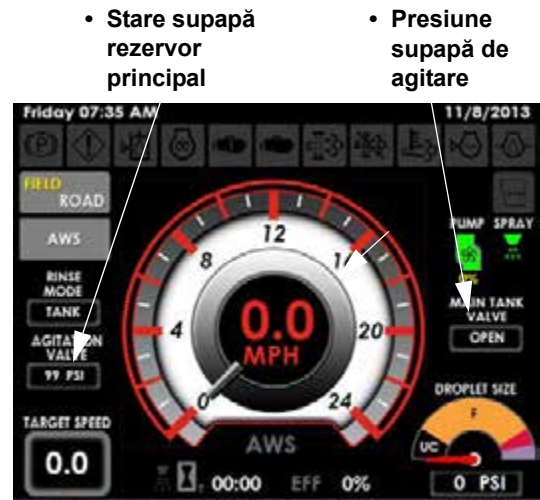 • Stare supapă
rezervor
principal
• Presiune
supapă de
agitare
Friday 07:35 AM
11/8/2013
FIELD
ROAD
AWS
RINSE
MODE
TANK
AGITATION
VALVE
99 PSI
TARGET SPEED
0.0
0
4
8
12
20
24
0.0
MPH
AWS
00:00
EFF 0%
PUMP SPRAY
MAIN TANK
VALVE
OPEN
DROPLET SIZE
F
UC
0 PSI